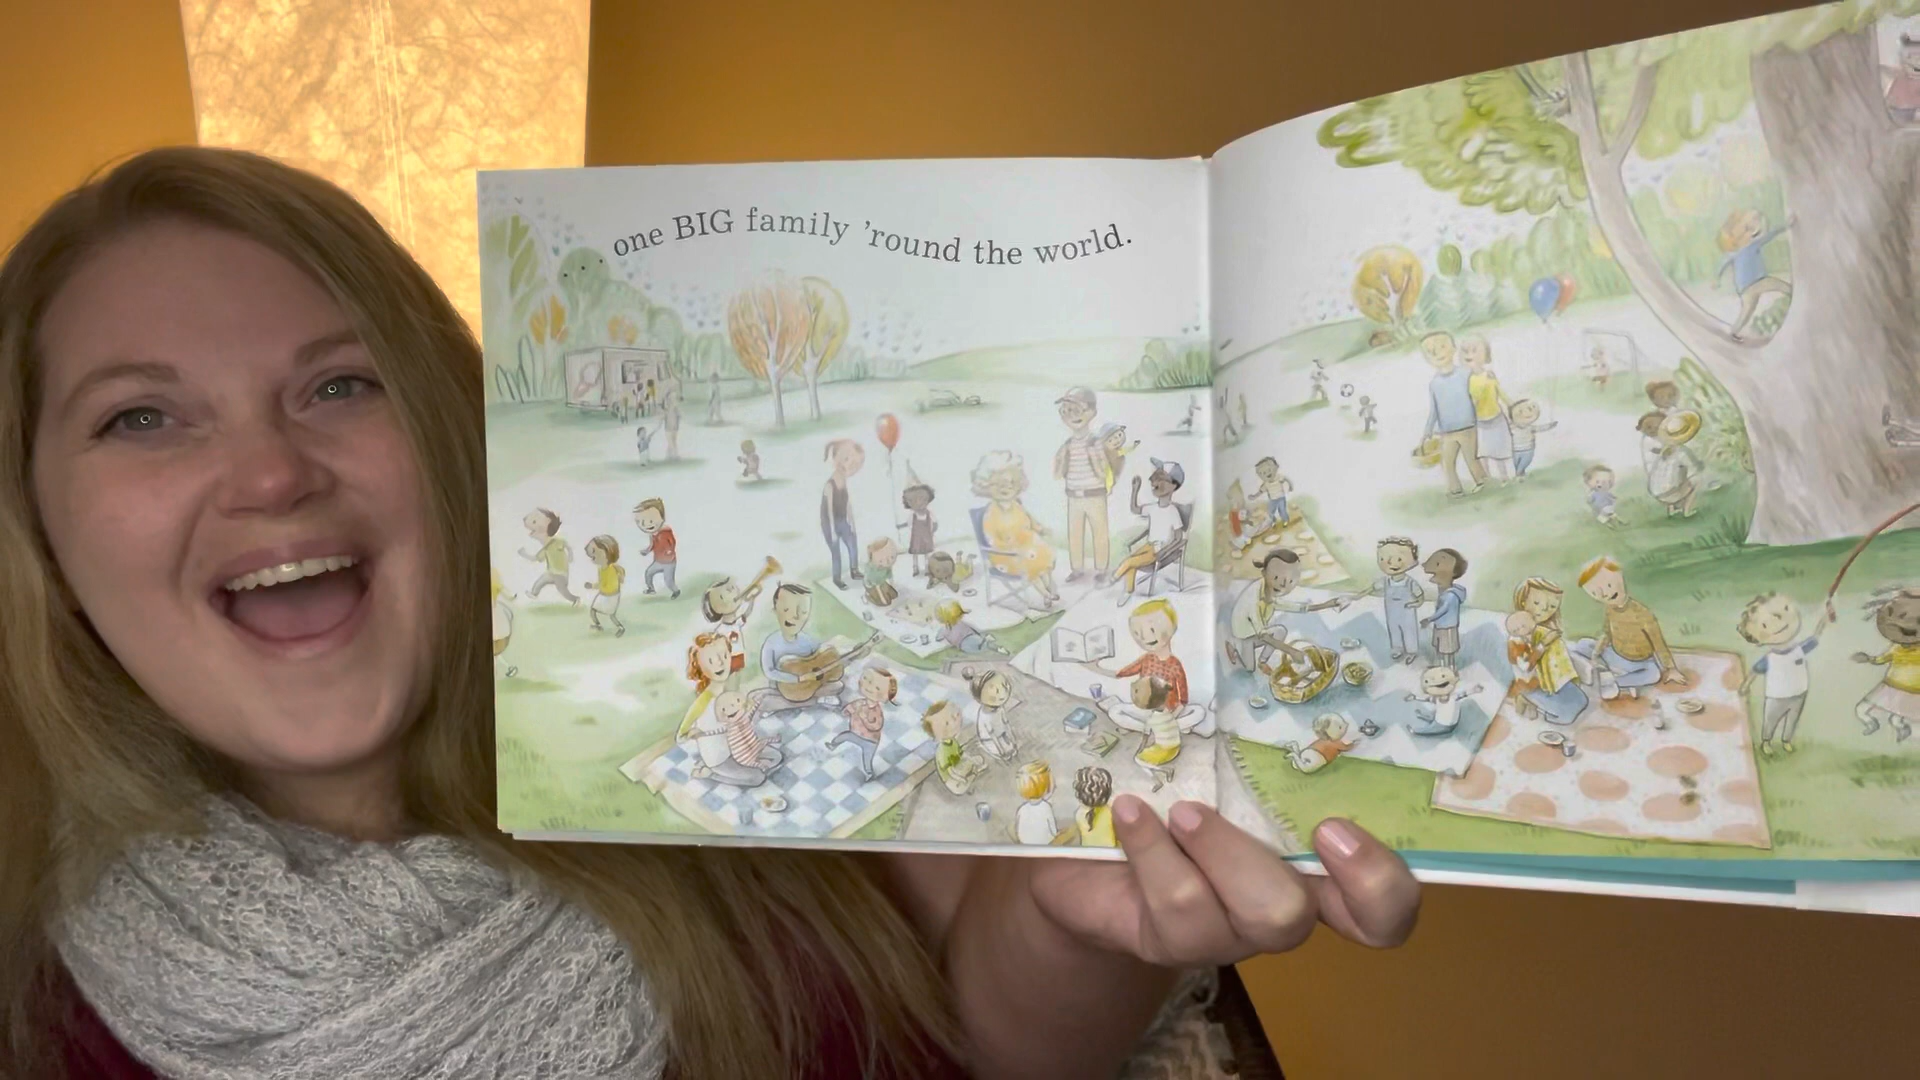 . . . one BIG family ’round the world.